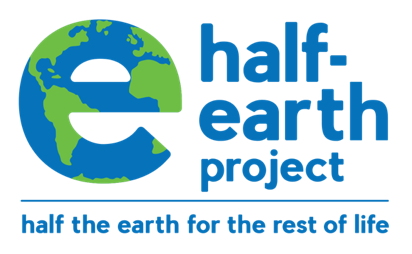 e
half-
earth
project
half the earth for the rest of life